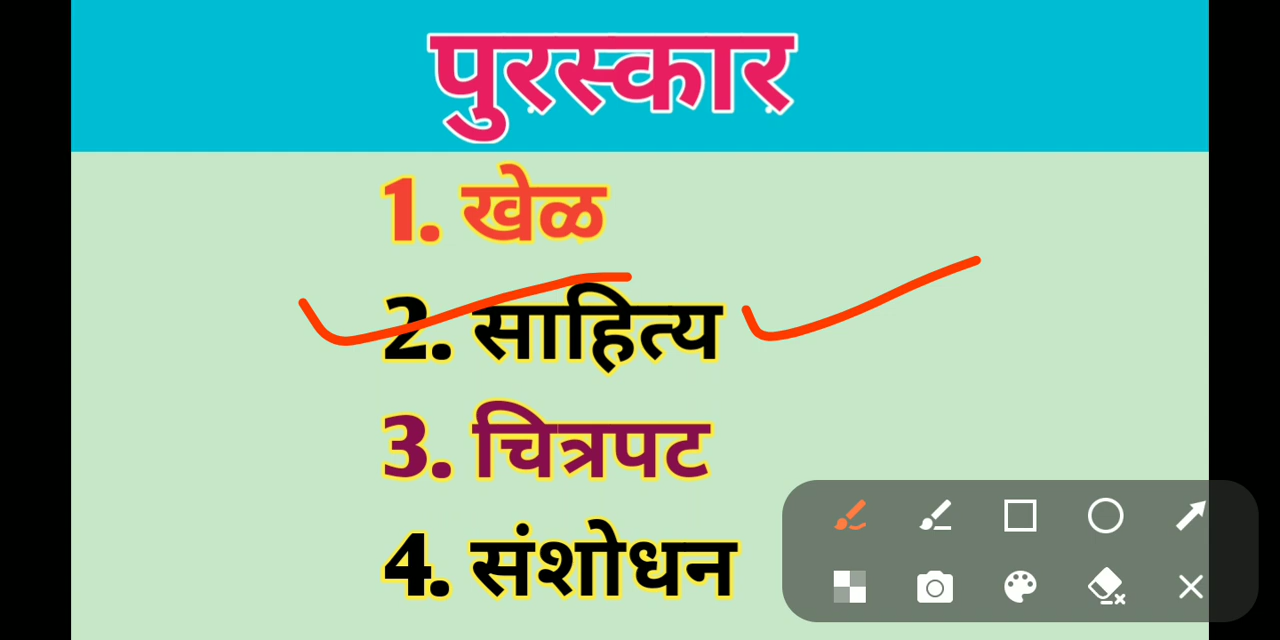 पुरस्कार
1. खेळ
2. साहित्य
3. चित्रपट
4. संशोधन